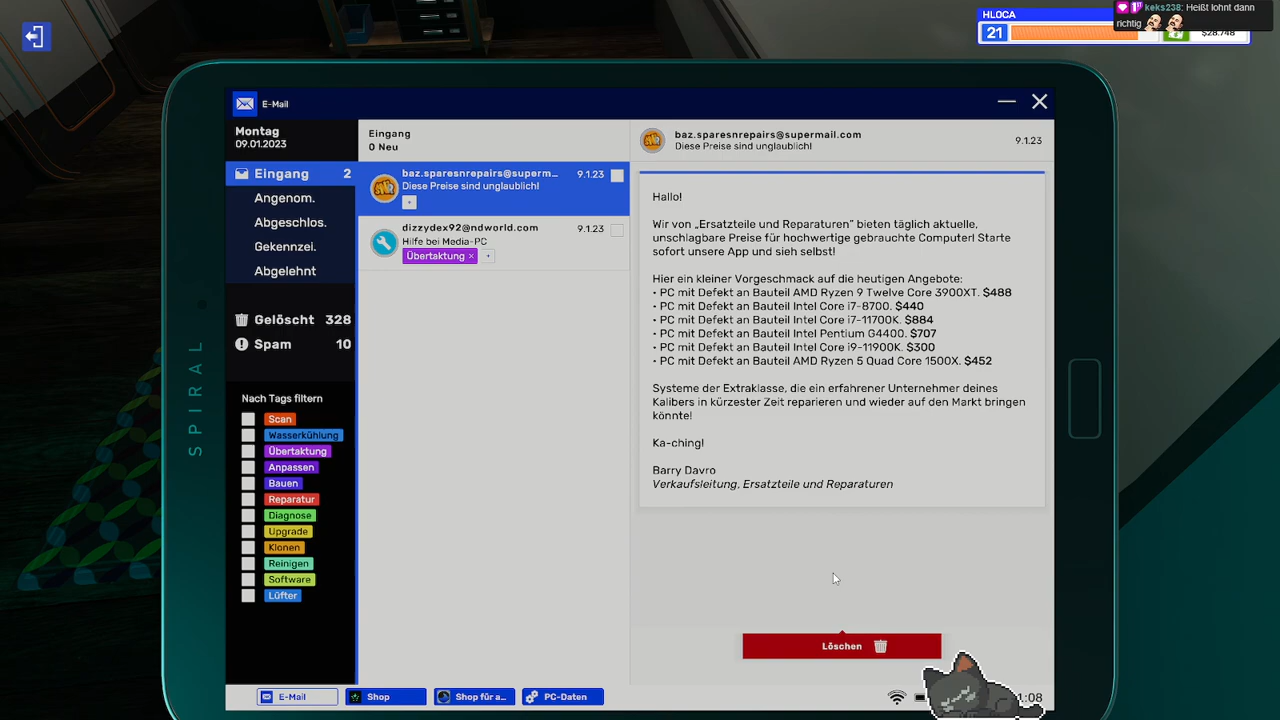 HLOCA
21
$28.748
keks238: Heißt lohnt dann
richtig
E-Mail
Montag
09.01.2023
Eingang 2
Angenom.
Abgeschlos.
Gekennzei.
Abgelehnt
Gelöscht 328
Spam 10
Nach Tags filtern
Scan
Wasserkühlung
Übertaktung
Anpassen
Bauen
Reparatur
Diagnose
Upgrade
Klonen
Reinigen
Software
Lüfter
Eingang
0 Neu
baz.sparesnrepairs@superm... 9.1.23
Diese Preise sind unglaublich!
+
dizzydex92@ndworld.com 9.1.23
Hilfe bei Media-PC
Übertaktung × +
baz.sparesnrepairs@supermail.com 9.1.23
Diese Preise sind unglaublich!
Hallo!
Wir von „Ersatzteile und Reparaturen” bieten täglich aktuelle,
unschlagbare Preise für hochwertige gebrauchte Computer! Starte
sofort unsere App und sieh selbst!
Hier ein kleiner Vorgeschmack auf die heutigen Angebote:
• PC mit Defekt an Bauteil AMD Ryzen 9 Twelve Core 3900XT. $488
• PC mit Defekt an Bauteil Intel Core i7-8700. $440
• PC mit Defekt an Bauteil Intel Core i7-11700K. $884
• PC mit Defekt an Bauteil Intel Pentium G4400. $707
• PC mit Defekt an Bauteil Intel Core i9-11900K. $300
• PC mit Defekt an Bauteil AMD Ryzen 5 Quad Core 1500X. $452
Systeme der Extraklasse, die ein erfahrener Unternehmer deines
Kalibers in kürzester Zeit reparieren und wieder auf den Markt bringen
könnte!
Ka-ching!
Barry Davro
Verkaufsleitung, Ersatzteile und Reparaturen
Löschen
E-Mail
Shop
Shop für a...
PC-Daten
1:08
SPIRAL